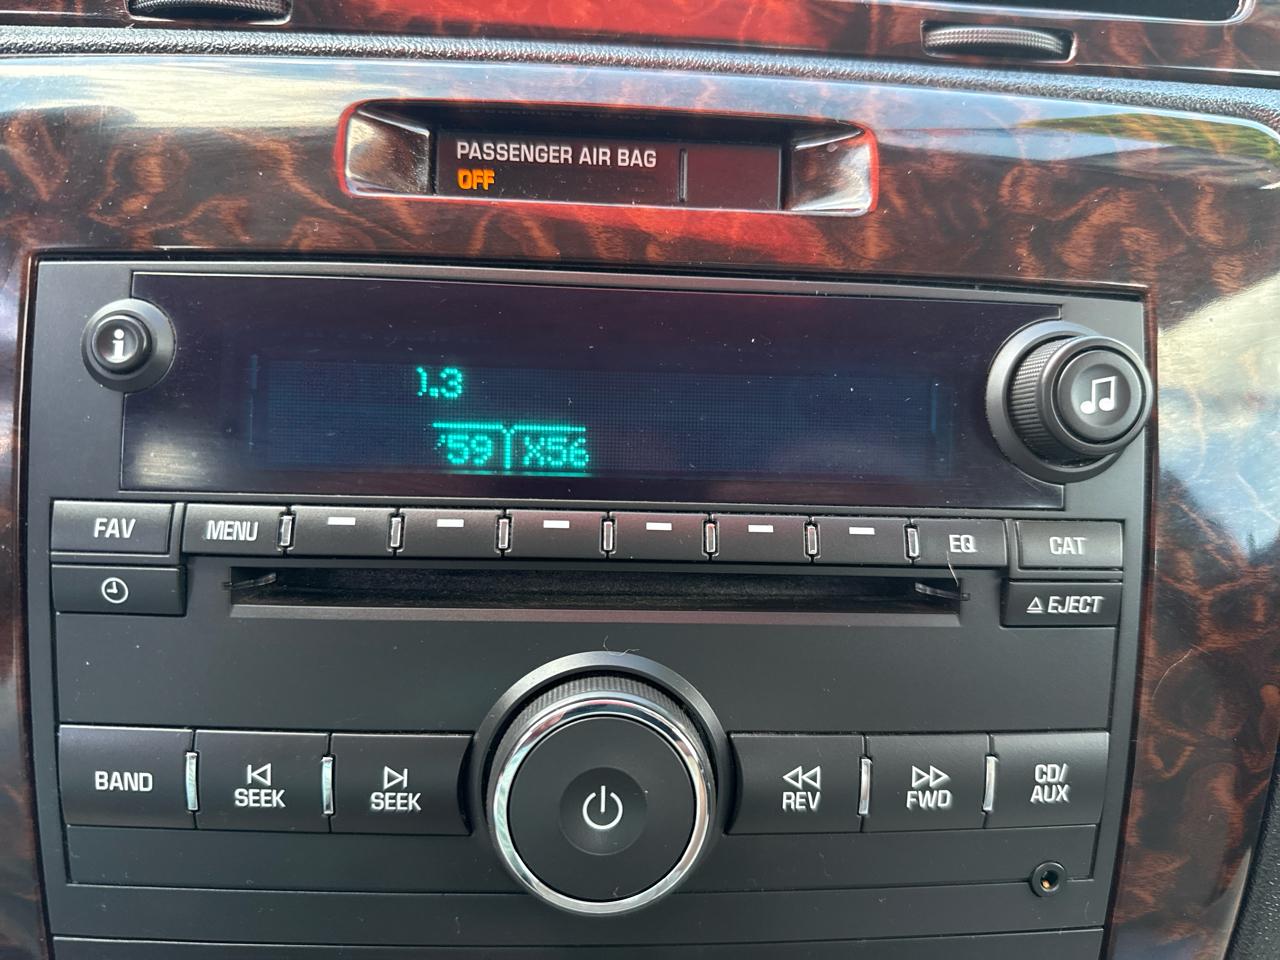 PASSENGER AIR BAG
OFF
i
).3
'59 X56
FAV
MENU
EQ
CAT
EJECT
BAND
SEEK
SEEK
REV
FWD
CD/
AUX